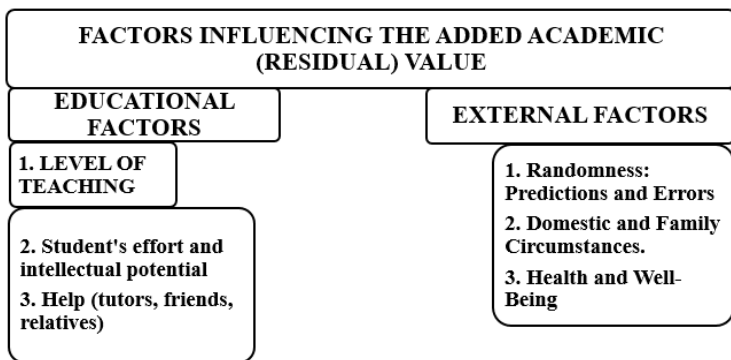 FACTORS INFLUENCING THE ADDED ACADEMIC
(RESIDUAL) VALUE
EDUCATIONAL
FACTORS
1. LEVEL OF
TEACHING
2. Student's effort and
intellectual potential
3. Help (tutors, friends,
relatives)
EXTERNAL FACTORS
1. Randomness:
Predictions and Errors
2. Domestic and Family
Circumstances.
3. Health and Well-
Being